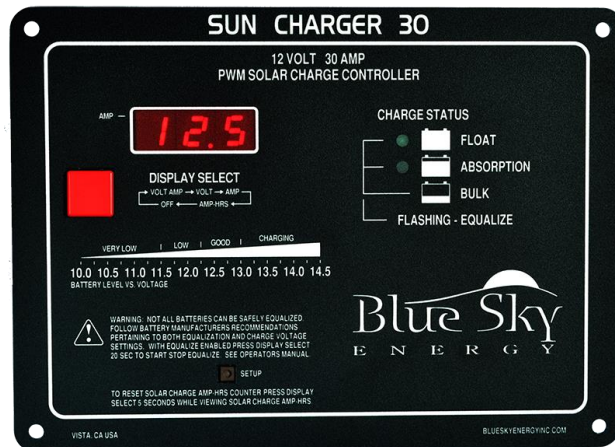 SUN CHARGER 30
12 VOLT 30 AMP
PWM SOLAR CHARGE CONTROLLER
AMP
12.5
CHARGE STATUS
FLOAT
ABSORPTION
BULK
FLASHING - EQUALIZE
DISPLAY SELECT
VOLT AMP VOLT AMP
OFF AMP-HRS
VERY LOW LOW GOOD CHARGING
10.0 10.5 11.0 11.5 12.0 12.5 13.0 13.5 14.0 14.5
BATTERY LEVEL VS. VOLTAGE
WARNING: NOT ALL BATTERIES CAN BE SAFELY EQUALIZED.
FOLLOW BATTERY MANUFACTURERS RECOMMENDATIONS
PERTAINING TO BOTH EQUALIZATION AND CHARGE VOLTAGE
SETTINGS. WITH EQUALIZE ENABLED PRESS DISPLAY SELECT
20 SEC TO START STOP EQUALIZE SEE OPERATORS MANUAL.
SETUP
TO RESET SOLAR CHARGE AMP-HRS COUNTER PRESS DISPLAY
SELECT 5 SECONDS WHILE VIEWING SOLAR CHARGE AMP-HRS
Blue Sky
ENERGY
VISTA, CA USA
BLUESKYENERGYINC.COM